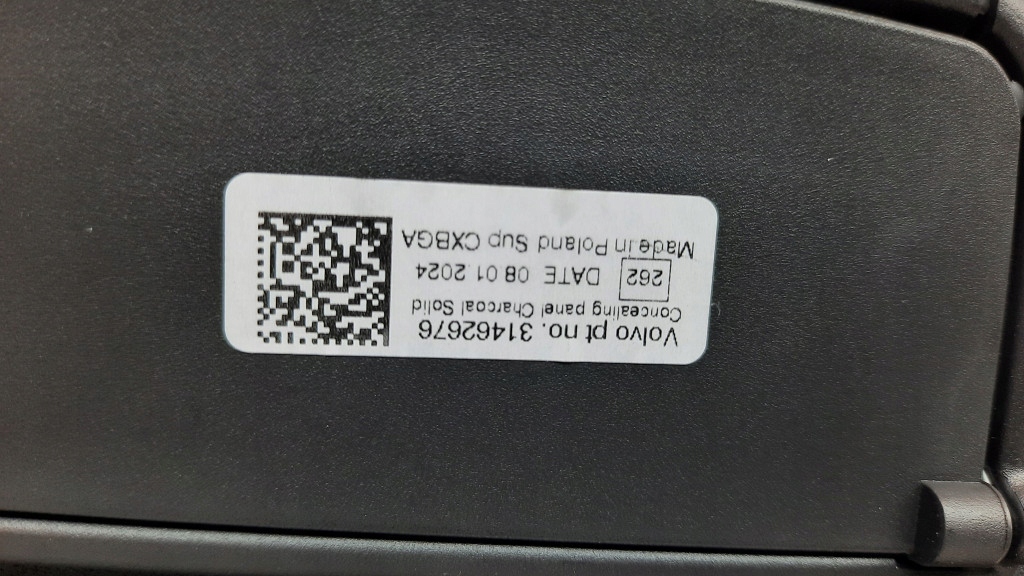 Volvo pt no. 31462676
Concealing panel Charcoal Solid
262 DATE 08 01 2024
Made in Poland Sup CXBGA